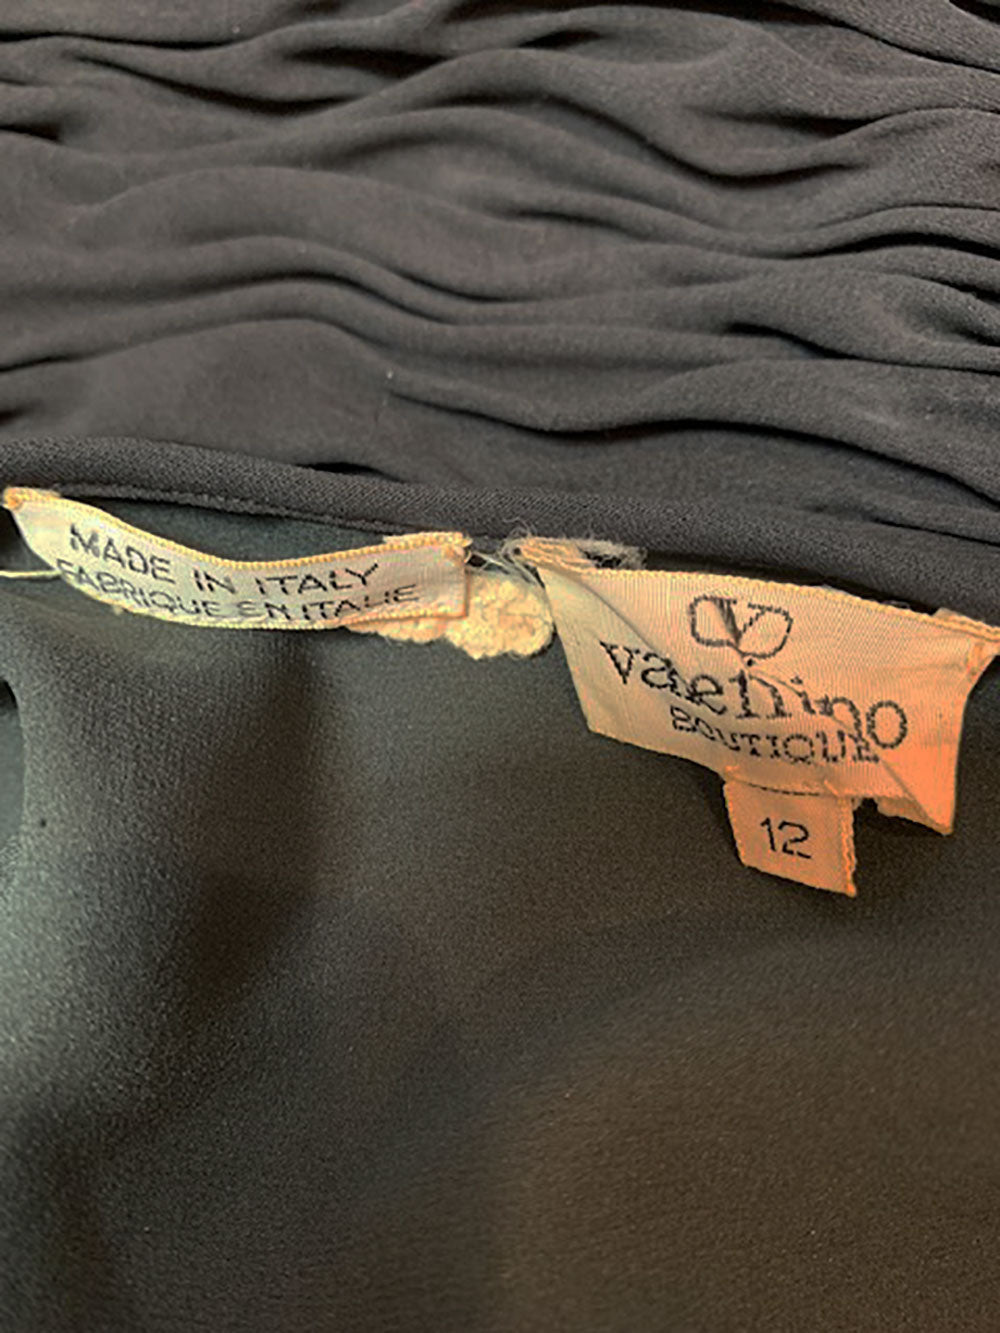 MADE IN ITALY
FABRIQUE EN ITALIE
V
valentino
BOUTIQUE
12